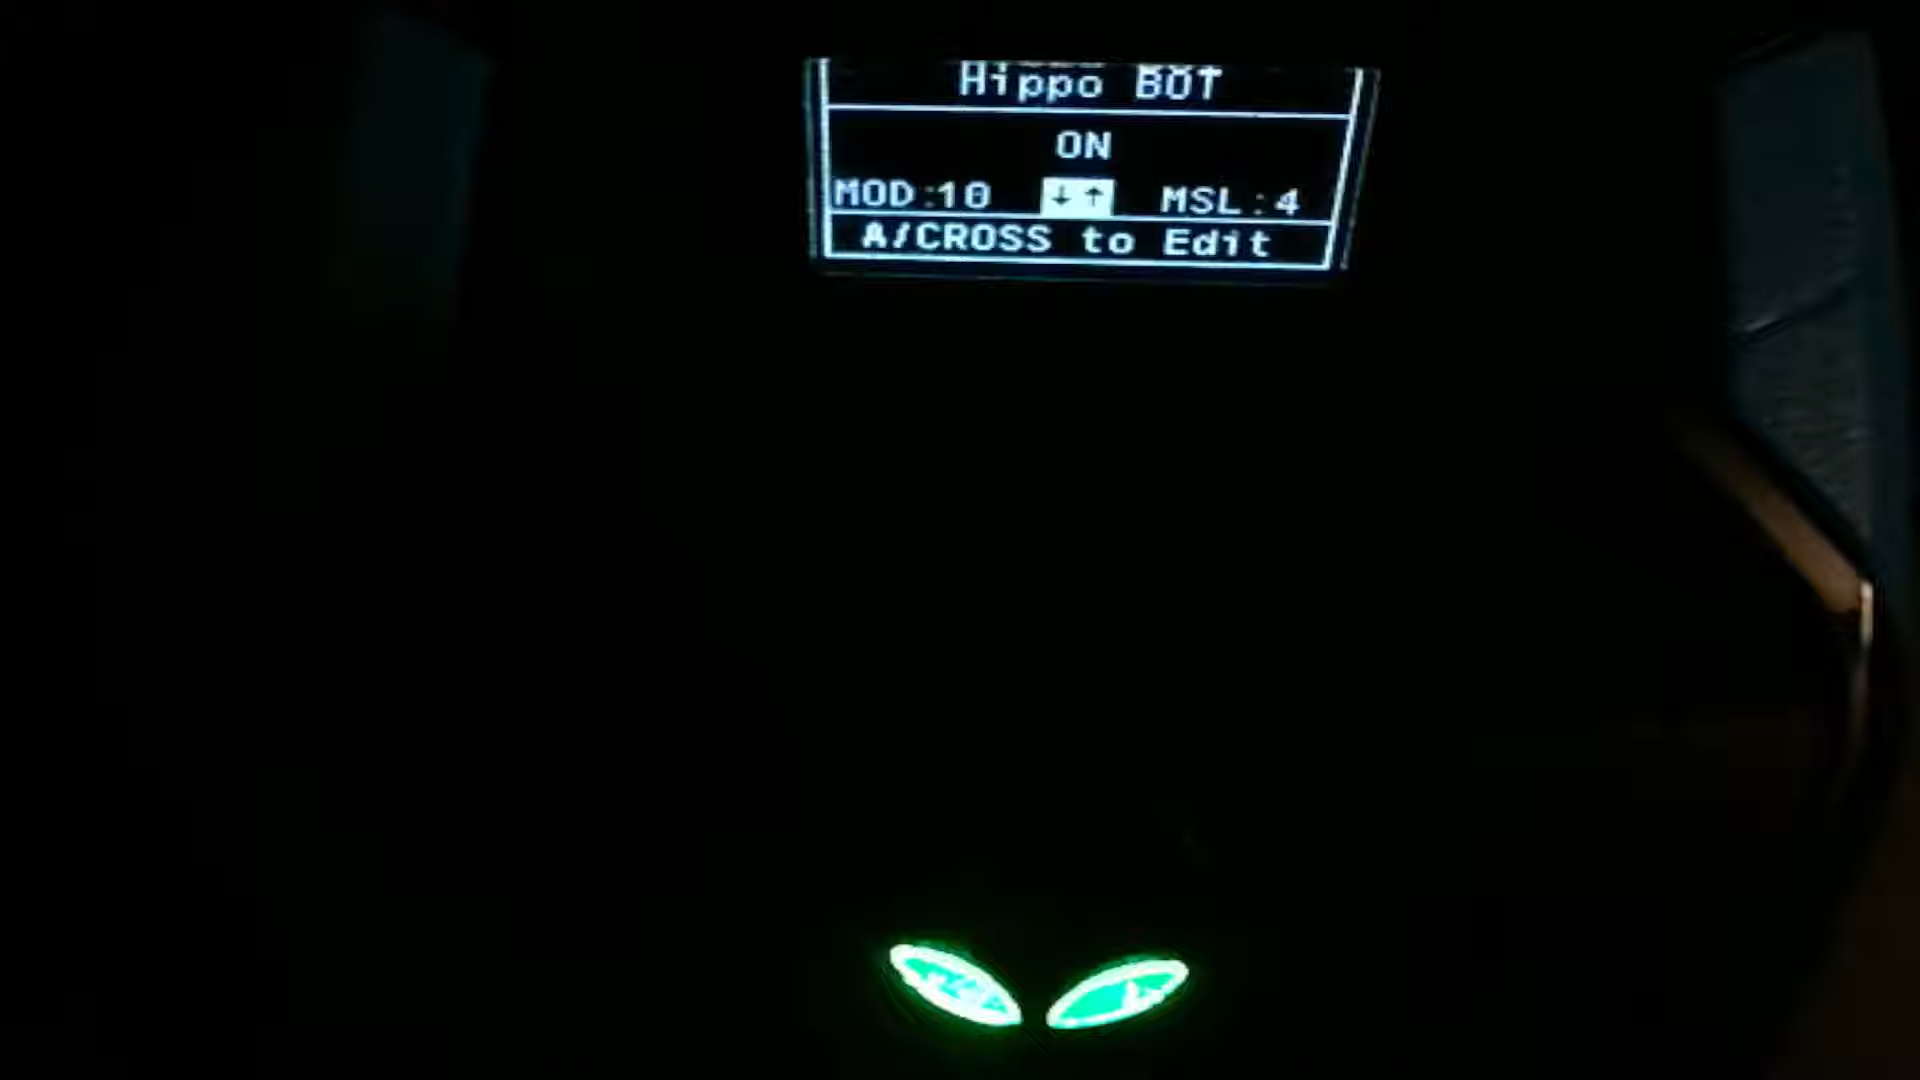 Hippo BOT
ON
MOD:10 ↓↑ MSL:4
A/CROSS to Edit